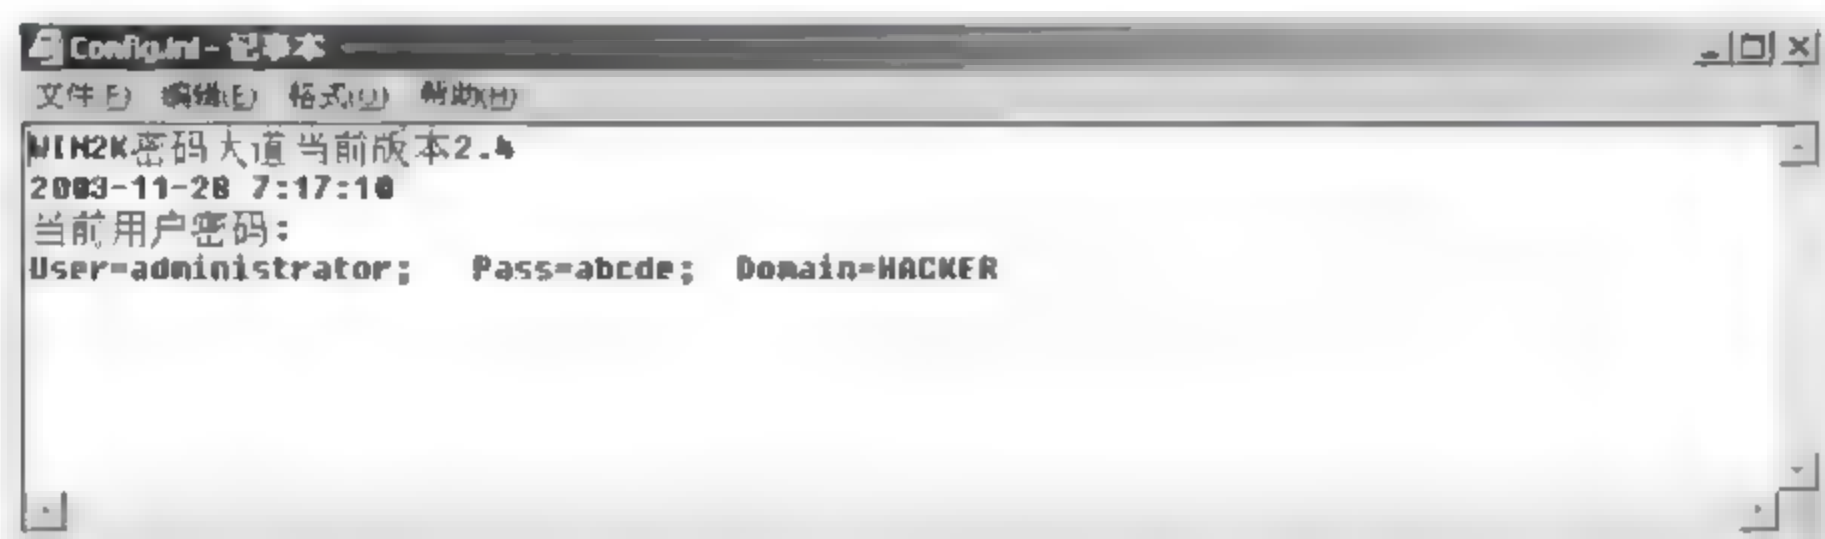 Config.ini - 记事本
文件(F) 编辑(E) 格式(O) 帮助(H)
WIN2K密码大道当前版本2.4
2003-11-28 7:17:10
当前用户密码:
User=administrator; Pass=abcde; Domain=HACKER